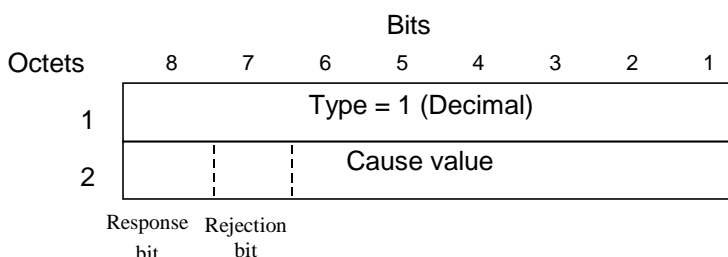 Bits
Octets 8 7 6 5 4 3 2 1
1 Type = 1 (Decimal)
2 Cause value
Response Rejection
bit bit